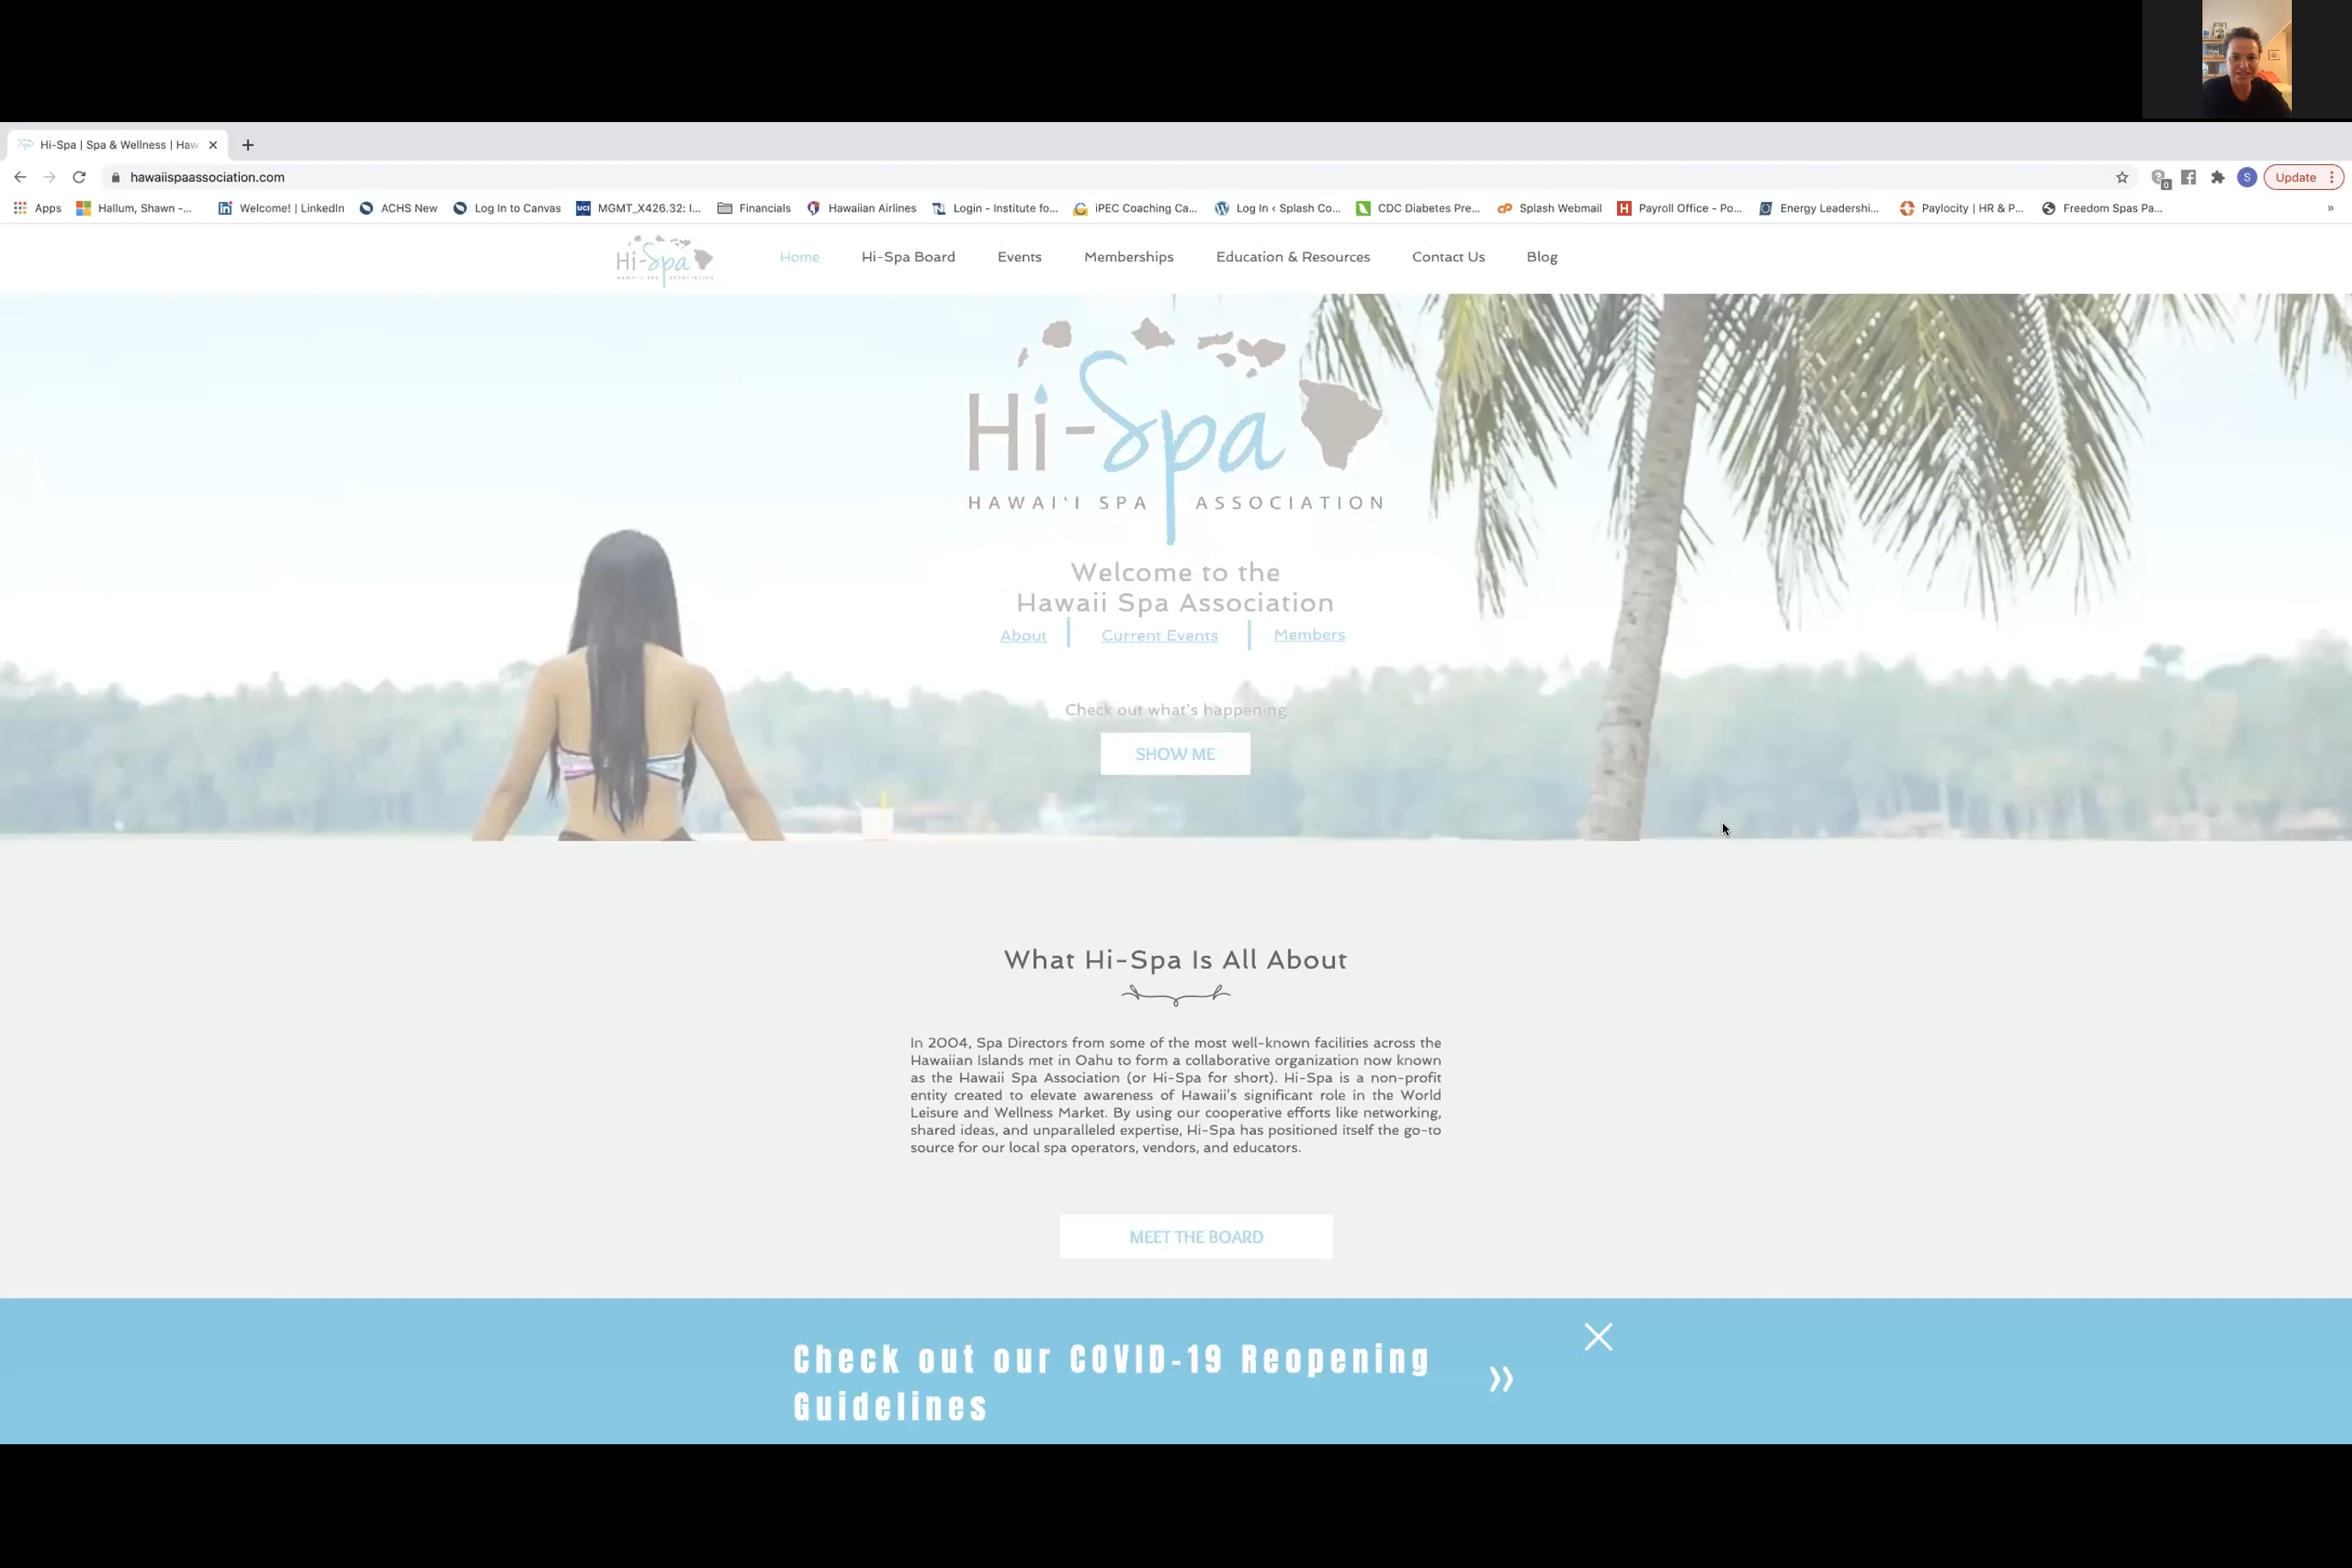 Hi-Spa | Spa & Wellness | Haw
hawaiispaassociation.com
0
S
Update
Apps
Hallum, Shawn -...
Welcome! | LinkedIn
ACHS New
Log In to Canvas
UCI
MGMT_X426.32: I...
Financials
Hawaiian Airlines
Login - Institute fo...
iPEC Coaching Ca...
Log In ‹ Splash Co...
CDC Diabetes Pre...
Splash Webmail
Payroll Office - Po...
Energy Leadershi...
Paylocity | HR & P...
Freedom Spas Pa...
»
Hi-Spa
HAWAI'I SPA ASSOCIATION
Home
Hi-Spa Board
Events
Memberships
Education & Resources
Contact Us
Blog
Hi-Spa
HAWAI'I SPA ASSOCIATION
Welcome to the
Hawaii Spa Association
About | Current Events | Members
Check out what's happening
SHOW ME
What Hi-Spa Is All About
In 2004, Spa Directors from some of the most well-known facilities across the
Hawaiian Islands met in Oahu to form a collaborative organization now known
as the Hawaii Spa Association (or Hi-Spa for short). Hi-Spa is a non-profit
entity created to elevate awareness of Hawaii's significant role in the World
Leisure and Wellness Market. By using our cooperative efforts like networking,
shared ideas, and unparalleled expertise, Hi-Spa has positioned itself the go-to
source for our local spa operators, vendors, and educators.
MEET THE BOARD
Check out our COVID-19 Reopening
Guidelines
»